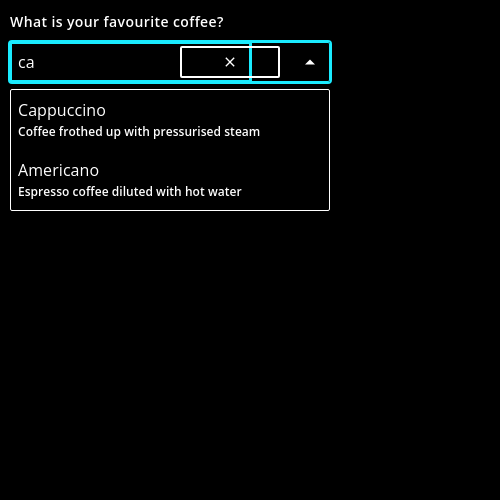 What is your favourite coffee?
ca
Cappuccino
Coffee frothed up with pressurised steam
Americano
Espresso coffee diluted with hot water